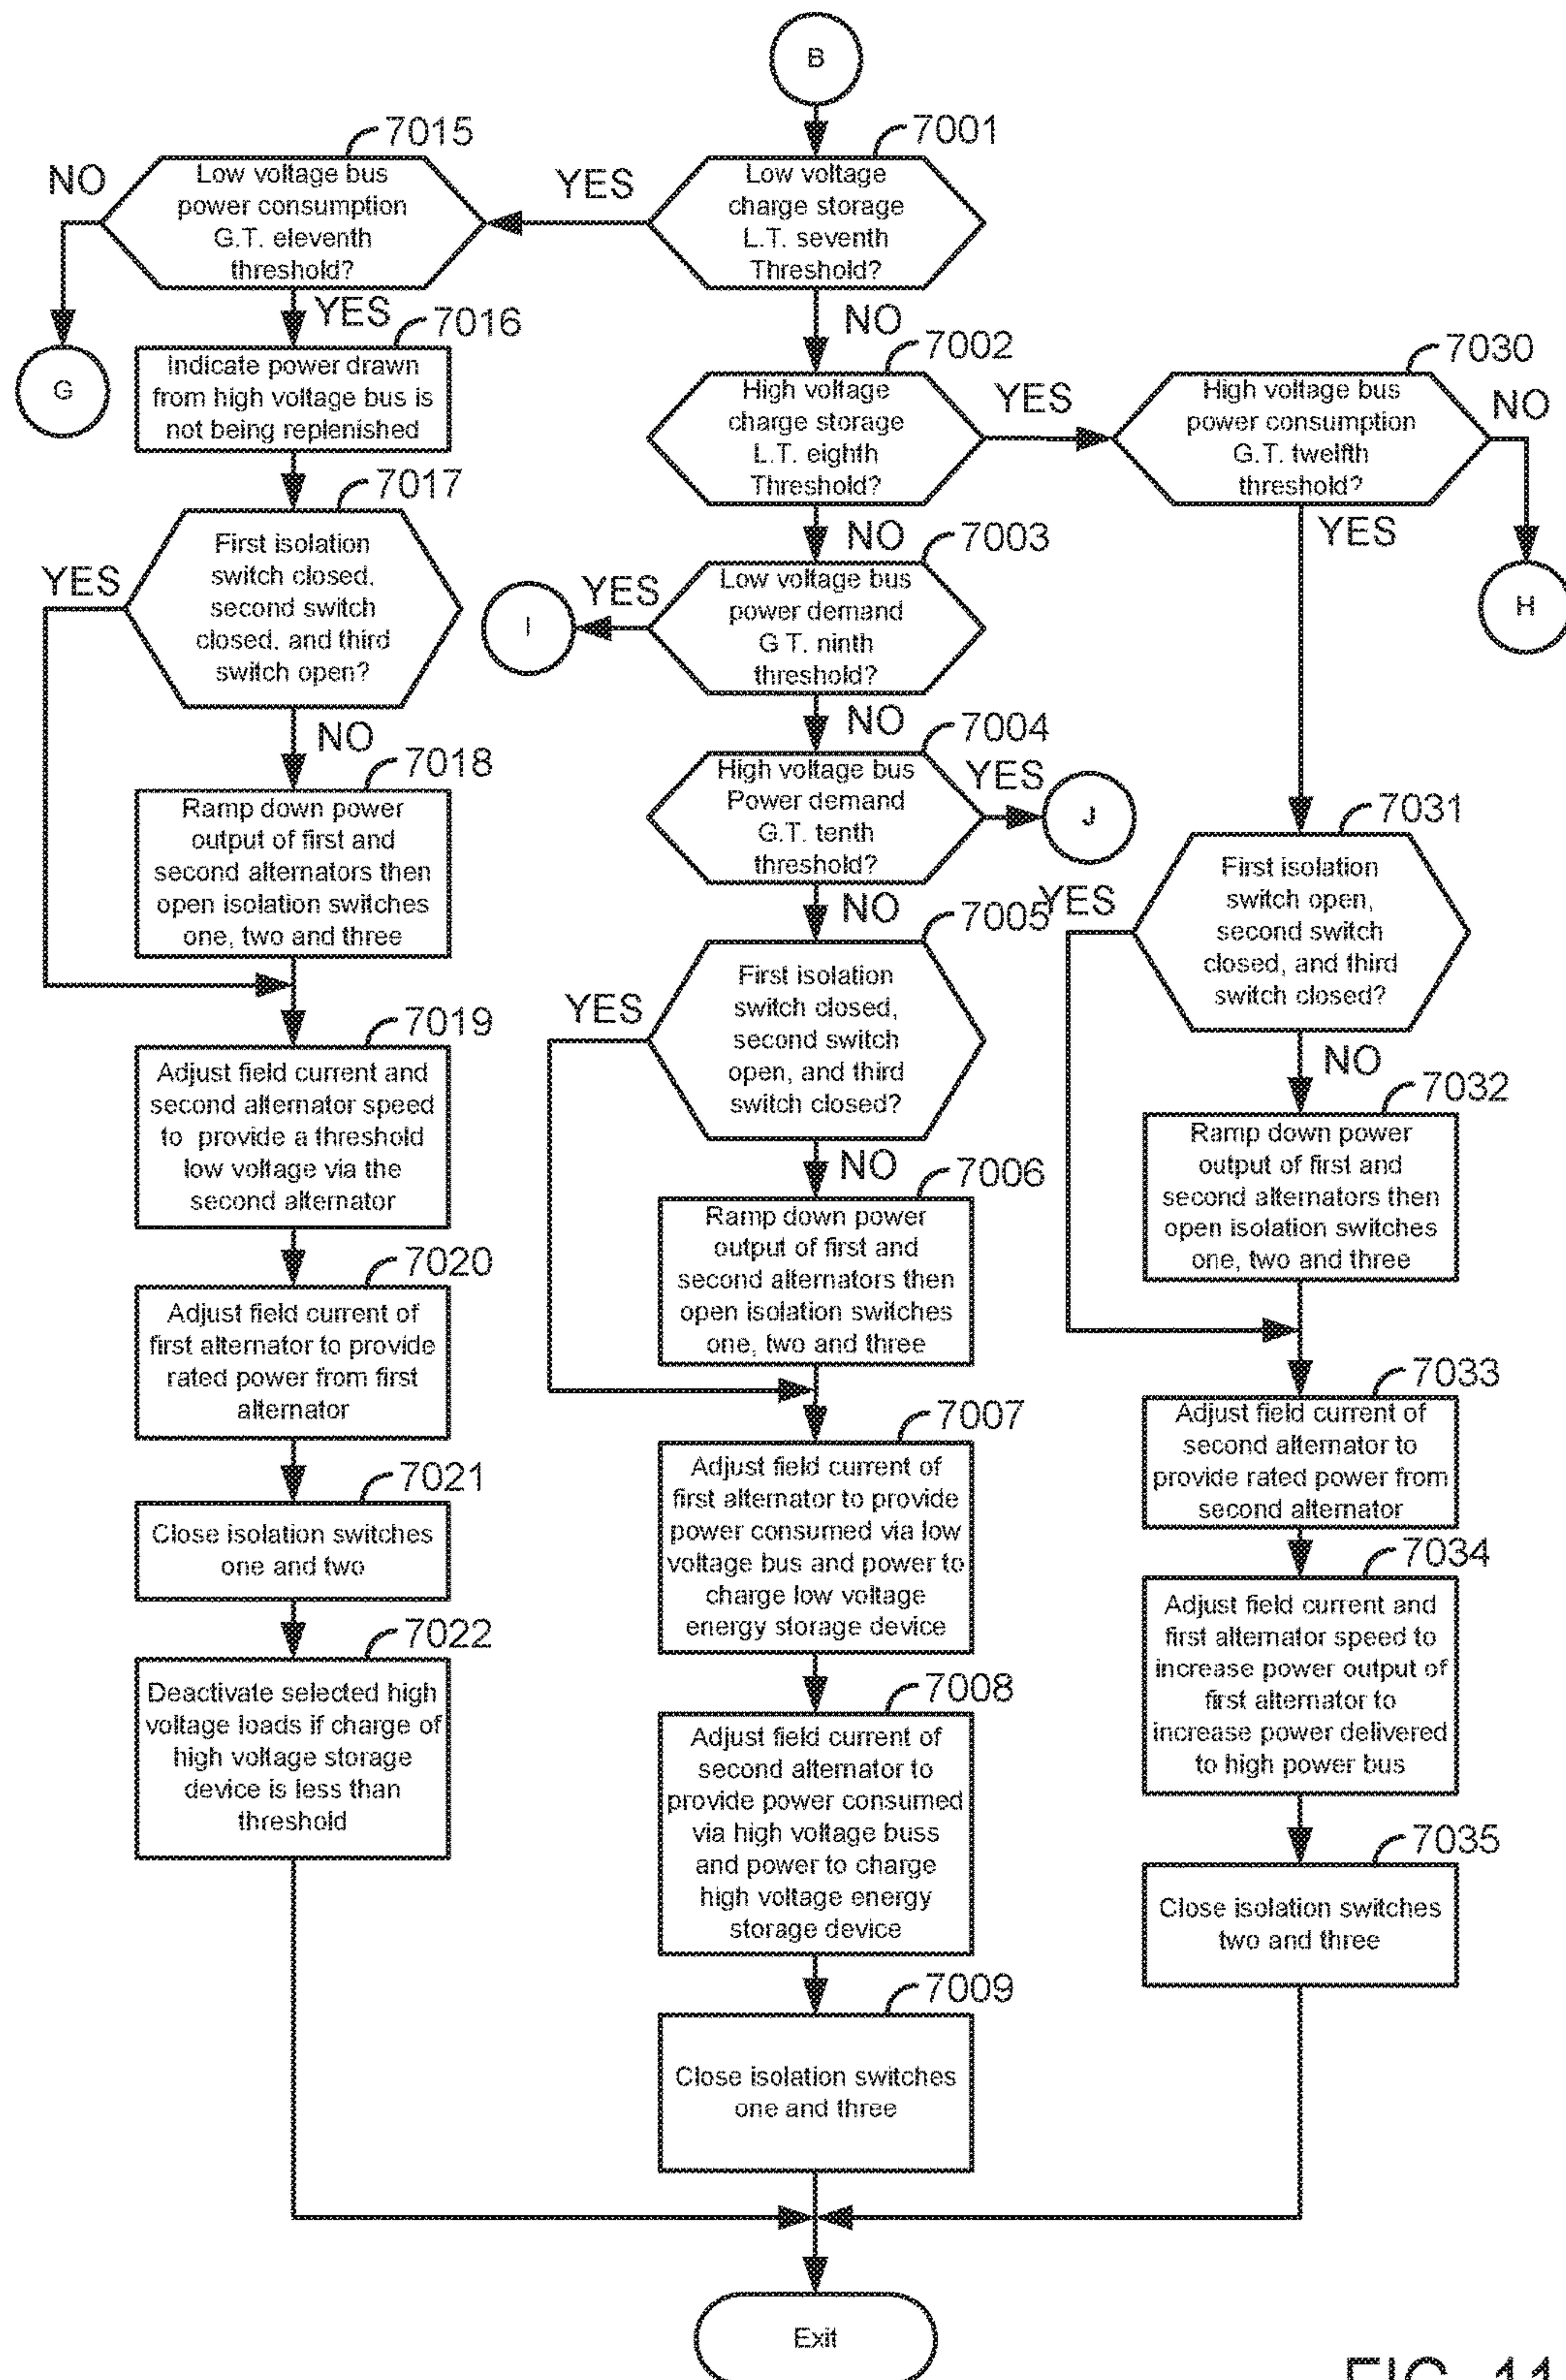 B
7015
7001
NO
Low voltage bus
power consumption
G.T. eleventh
threshold?
YES
Low voltage
charge storage
L.T. seventh
Threshold?
YES
NO
G
7016
Indicate power drawn
from high voltage bus is
not being replenished
7002
High voltage
charge storage
L.T. eighth
Threshold?
YES
7030
High voltage bus
power consumption
G.T. twelfth
threshold?
NO
H
YES
7017
YES
First isolation
switch closed,
second switch
closed, and third
switch open?
NO
NO
7003
Low voltage bus
power demand
G T. ninth
threshold?
YES
I
NO
7004
High voltage bus
Power demand
G.T. tenth
threshold?
YES
J
NO
7018
Ramp down power
output of first and
second alternators then
open isolation switches
one, two and three
7005
YES
First isolation
switch closed,
second switch
open, and third
switch closed?
NO
7031
YES
First isolation
switch open,
second switch
closed, and third
switch closed?
NO
7019
Adjust field current and
second alternator speed
to provide a threshold
low voltage via the
second alternator
7006
Ramp down power
output of first and
second alternators then
open isolation switches
one, two and three
7032
Ramp down power
output of first and
second alternators then
open isolation switches
one, two and three
7020
Adjust field current of
first alternator to provide
rated power from first
alternator
7007
Adjust field current of
first alternator to provide
power consumed via low
voltage bus and power to
charge low voltage
energy storage device
7033
Adjust field current of
second alternator to
provide rated power from
second alternator
7021
Close isolation switches
one and two
7034
Adjust field current and
first alternator speed to
increase power output of
first alternator to
increase power delivered
to high power bus
7022
Deactivate selected high
voltage loads if charge of
high voltage storage
device is less than
threshold
7008
Adjust field current of
second alternator to
provide power consumed
via high voltage buss
and power to charge
high voltage energy
storage device
7035
Close isolation switches
two and three
7009
Close isolation switches
one and three
Exit
FIG. 11